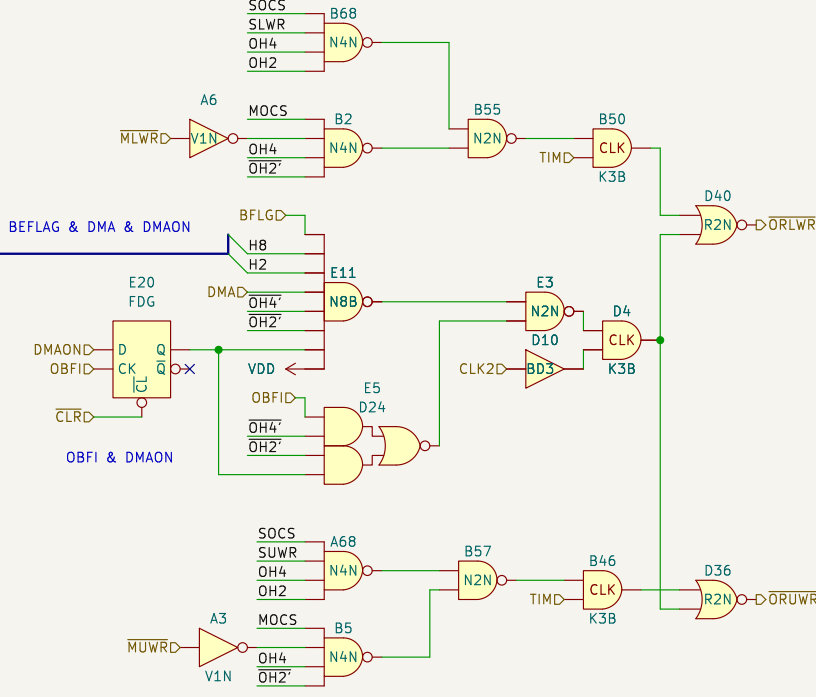 SOCS
SLWR
OH4
OH2
B68
N4N
A6
MLWR
V1N
MOCS
OH4
OH2'
B2
N4N
B55
N2N
B50
CLK
K3B
TIM
D40
R2N
ORLWR
BEFLAG & DMA & DMAON
BFLG
H8
H2
DMA
OH4'
OH2'
E11
N8B
VDD
E20
FDG
DMAON
OBFI
D
CK
Q
Q
CL
CLR
OBFI & DMAON
E3
N2N
D4
CLK
K3B
D10
BD3
CLK2
OBFI
E5
D24
OH4'
OH2'
SOCS
SUWR
OH4
OH2
A68
N4N
B57
N2N
B46
CLK
K3B
TIM
D36
R2N
ORUWR
A3
MUWR
V1N
MOCS
OH4
OH2'
B5
N4N